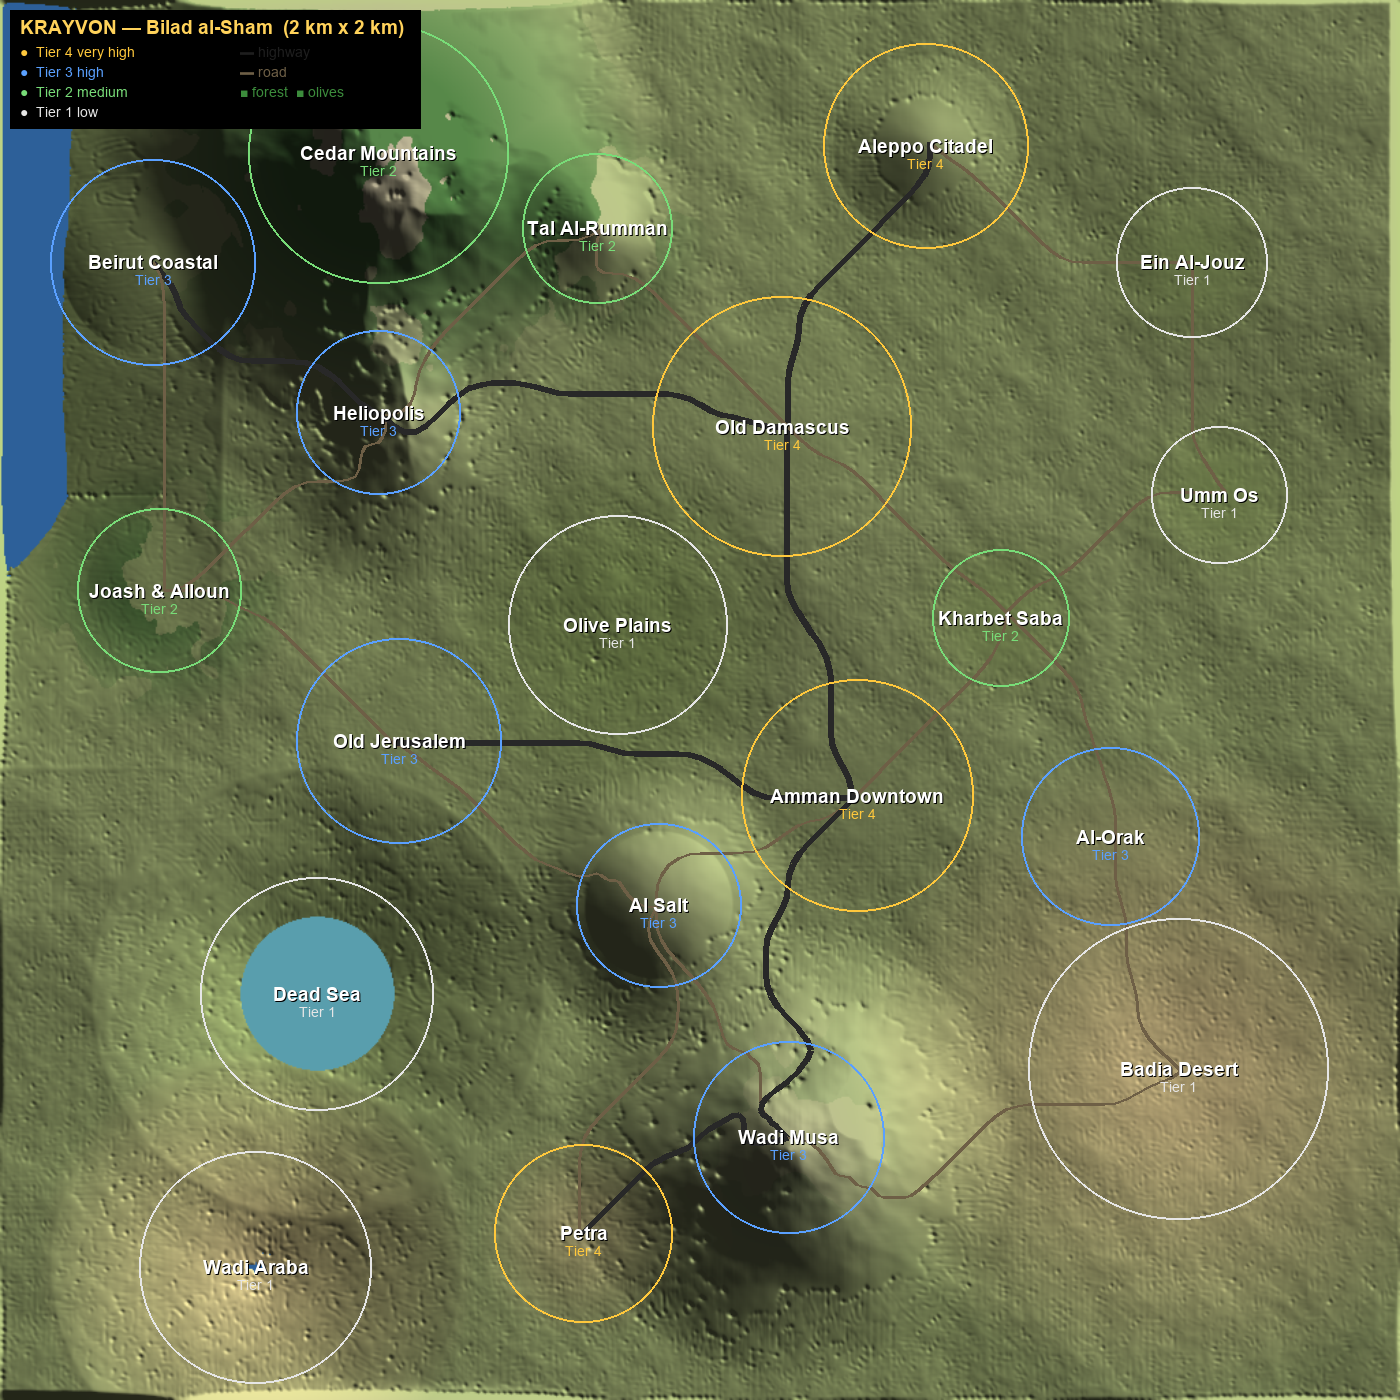 KRAYVON — Bilad al-Sham (2 km x 2 km)
Tier 4 very high
highway
Tier 3 high
road
Tier 2 medium
forest
olives
Tier 1 low
Cedar Mountains
Tier 2
Aleppo Citadel
Tier 4
Tal Al-Rumman
Tier 2
Beirut Coastal
Tier 3
Ein Al-Jouz
Tier 1
Heliopolis
Tier 3
Old Damascus
Tier 4
Umm Os
Tier 1
Joash & Alloun
Tier 2
Olive Plains
Tier 1
Kharbet Saba
Tier 2
Old Jerusalem
Tier 3
Amman Downtown
Tier 4
Al-Orak
Tier 3
Al Salt
Tier 3
Dead Sea
Tier 1
Badia Desert
Tier 1
Wadi Musa
Tier 3
Petra
Tier 4
Wadi Araba
Tier 1